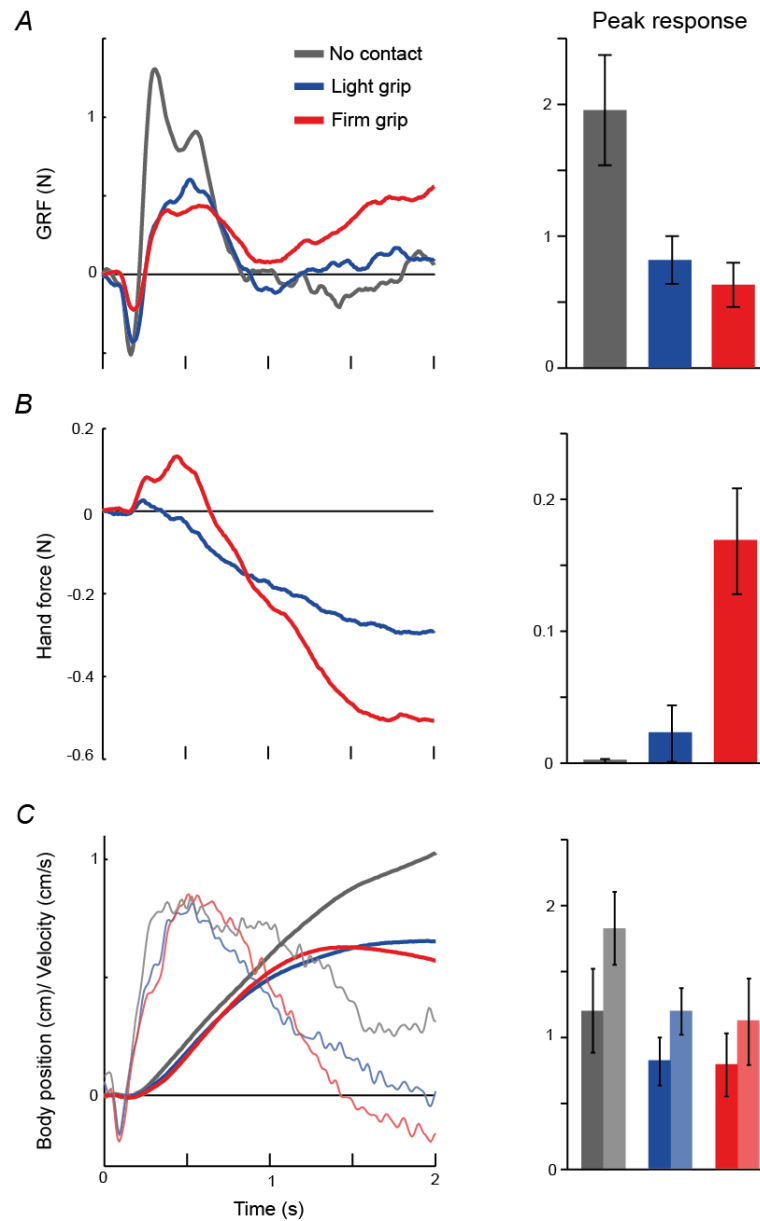 A
Peak response
No contact
Light grip
Firm grip
GRF (N)
1
0
2
1
0
B
Hand force (N)
0.2
0
-0.2
-0.4
-0.6
0.2
0.1
0
C
Body position (cm)/ Velocity (cm/s)
1
0
0
1
2
Time (s)
2
1
0